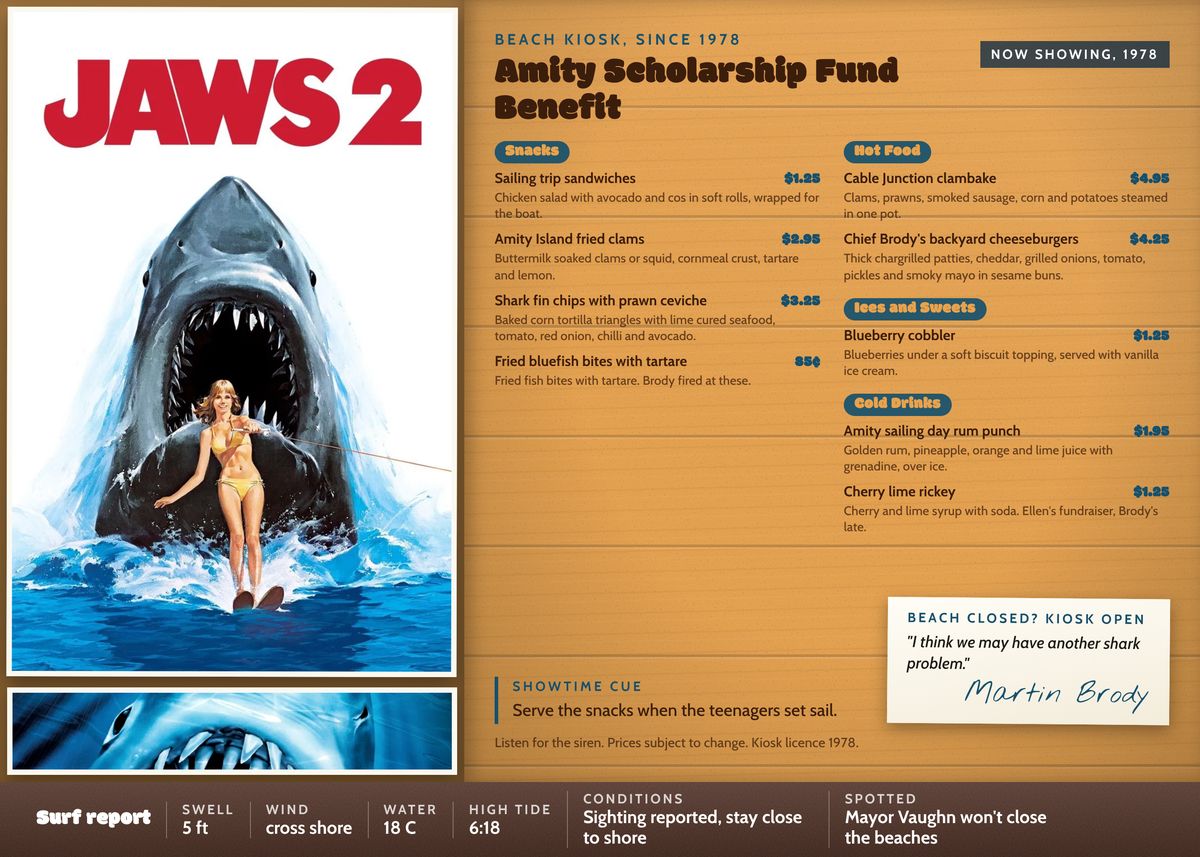 JAWS 2
BEACH KIOSK, SINCE 1978
Amity Scholarship Fund
Benefit
NOW SHOWING, 1978
Snacks
Sailing trip sandwiches $1.25
Chicken salad with avocado and cos in soft rolls, wrapped for
the boat.
Amity Island fried clams $2.95
Buttermilk soaked clams or squid, cornmeal crust, tartare
and lemon.
Shark fin chips with prawn ceviche $3.25
Baked corn tortilla triangles with lime cured seafood,
tomato, red onion, chilli and avocado.
Fried bluefish bites with tartare 85¢
Fried fish bites with tartare. Brody fired at these.
Hot Food
Cable Junction clambake $4.95
Clams, prawns, smoked sausage, corn and potatoes steamed
in one pot.
Chief Brody's backyard cheeseburgers $4.25
Thick chargrilled patties, cheddar, grilled onions, tomato,
pickles and smoky mayo in sesame buns.
Ices and Sweets
Blueberry cobbler $1.25
Blueberries under a soft biscuit topping, served with vanilla
ice cream.
Cold Drinks
Amity sailing day rum punch $1.95
Golden rum, pineapple, orange and lime juice with
grenadine, over ice.
Cherry lime rickey $1.25
Cherry and lime syrup with soda. Ellen's fundraiser, Brody's
late.
BEACH CLOSED? KIOSK OPEN
"I think we may have another shark
problem."
Martin Brody
SHOWTIME CUE
Serve the snacks when the teenagers set sail.
Listen for the siren. Prices subject to change. Kiosk licence 1978.
Surf report
SWELL
5 ft
WIND
cross shore
WATER
18 C
HIGH TIDE
6:18
CONDITIONS
Sighting reported, stay close
to shore
SPOTTED
Mayor Vaughn won't close
the beaches